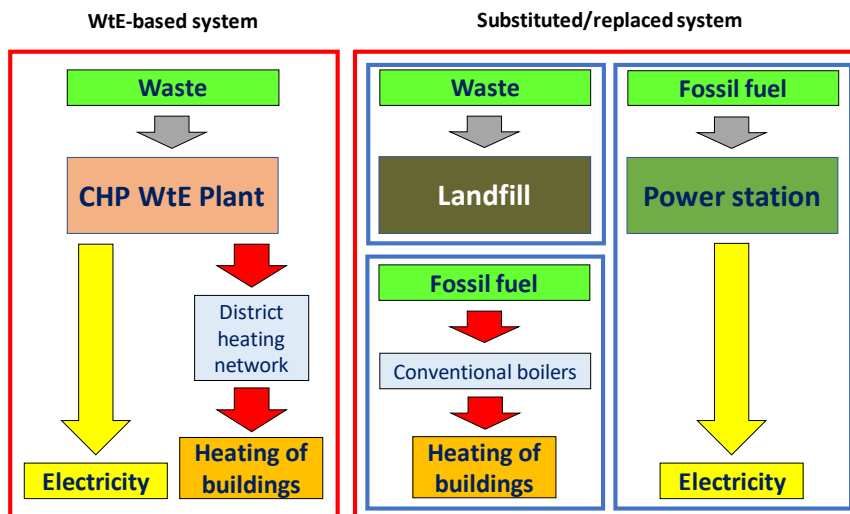 WtE-based system
Waste
CHP WtE Plant
District
heating
network
Electricity
Heating of
buildings
Substituted/replaced system
Waste
Landfill
Fossil fuel
Conventional boilers
Heating of
buildings
Fossil fuel
Power station
Electricity